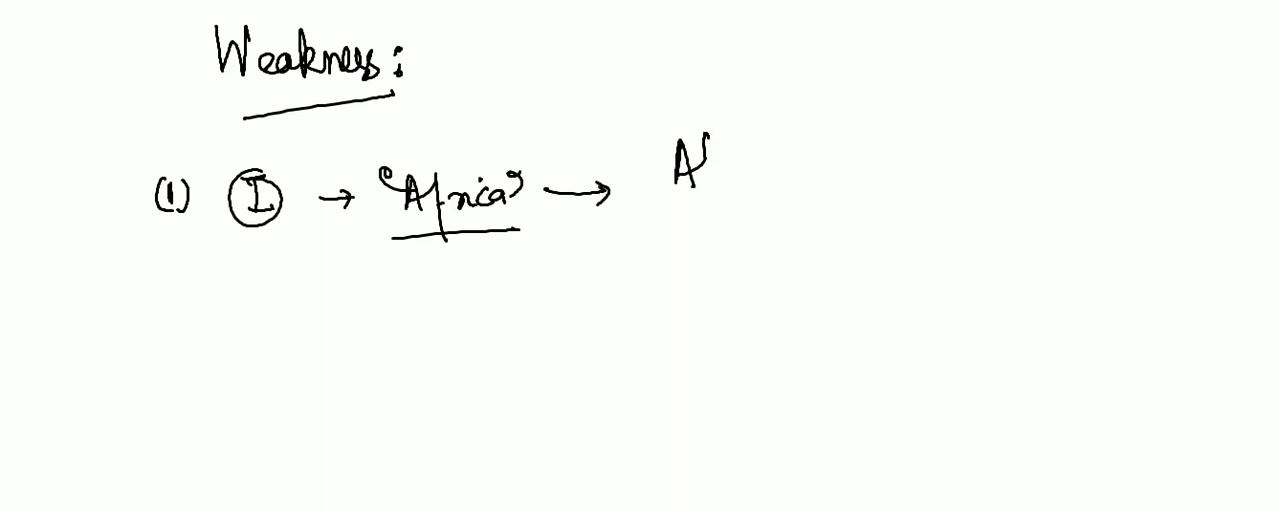 Weakness:
(1) I → "Africa" → A